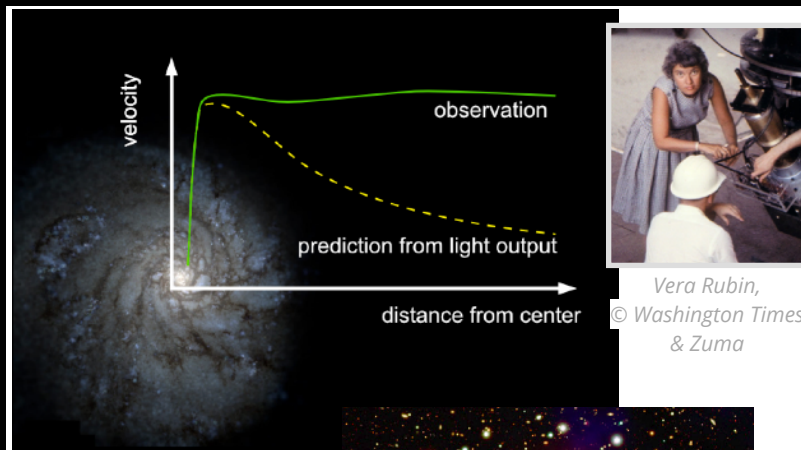 velocity
observation
prediction from light output
distance from center
Vera Rubin,
© Washington Times
& Zuma